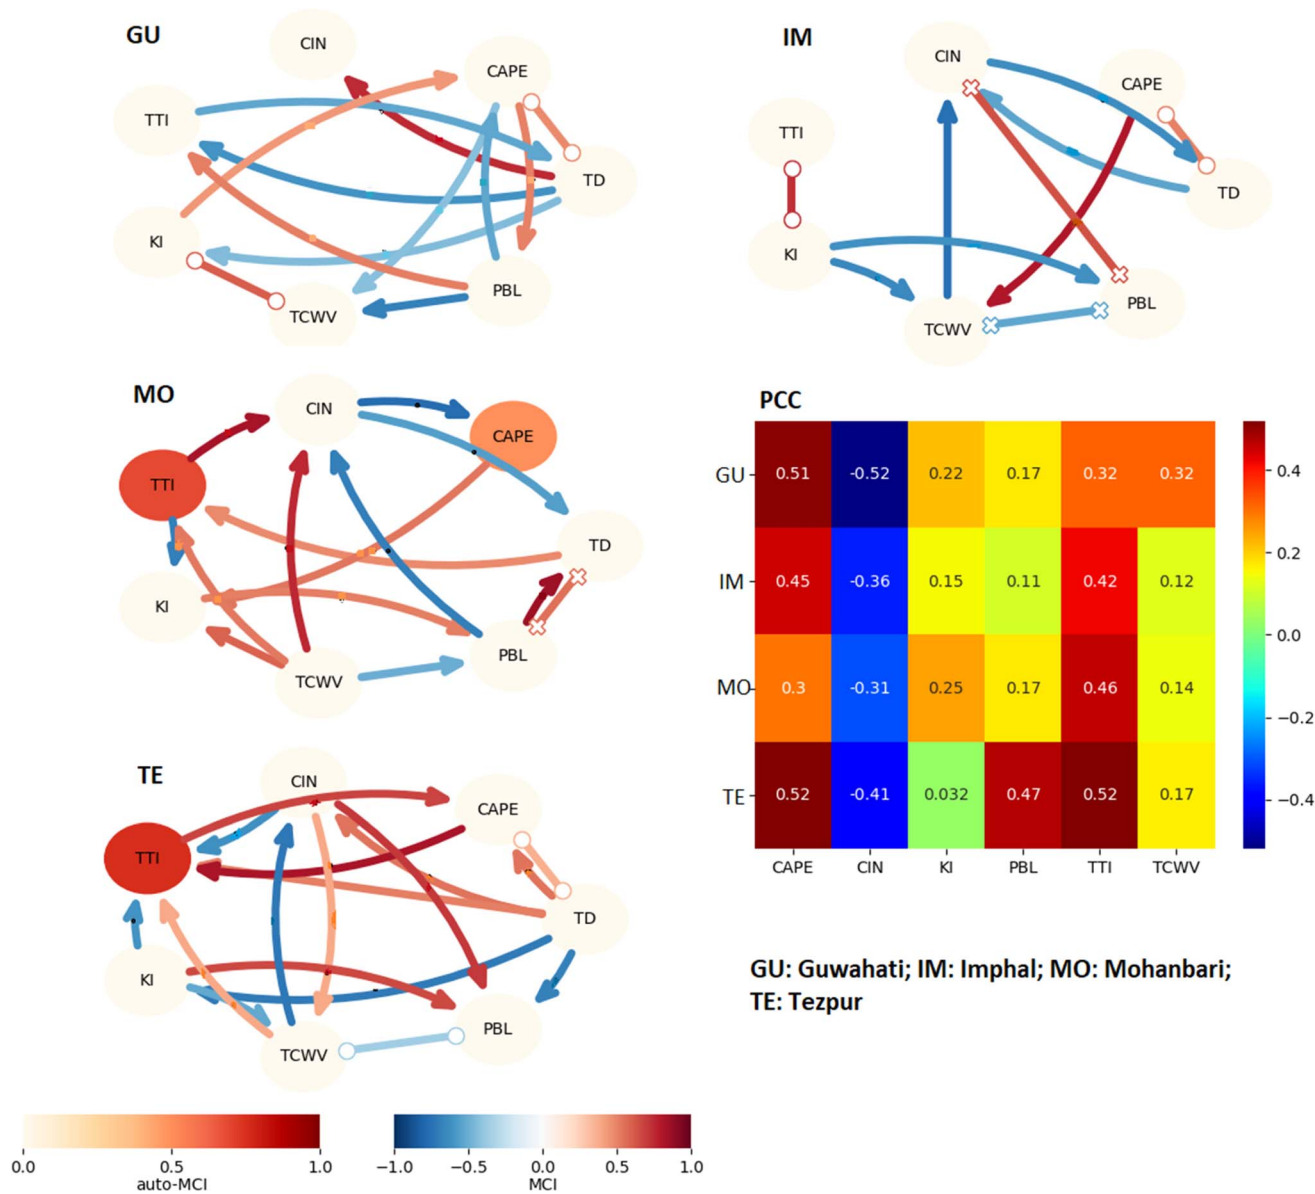 GU
CIN
CAPE
TTI
TD
KI
PBL
TCWV
IM
CIN
CAPE
TTI
TD
KI
PBL
TCWV
MO
CIN
CAPE
TTI
TD
KI
PBL
TCWV
PCC
GU 0.51 -0.52 0.22 0.17 0.32 0.32
IM 0.45 -0.36 0.15 0.11 0.42 0.12
MO 0.3 -0.31 0.25 0.17 0.46 0.14
TE 0.52 -0.41 0.032 0.47 0.52 0.17
CAPE CIN KI PBL TTI TCWV
0.4
0.2
0.0
−0.2
−0.4
TE
CIN
CAPE
TTI
TD
KI
PBL
TCWV
GU: Guwahati; IM: Imphal; MO: Mohanbari;
TE: Tezpur
0.0 0.5 1.0
auto-MCI
−1.0 −0.5 0.0 0.5 1.0
MCI